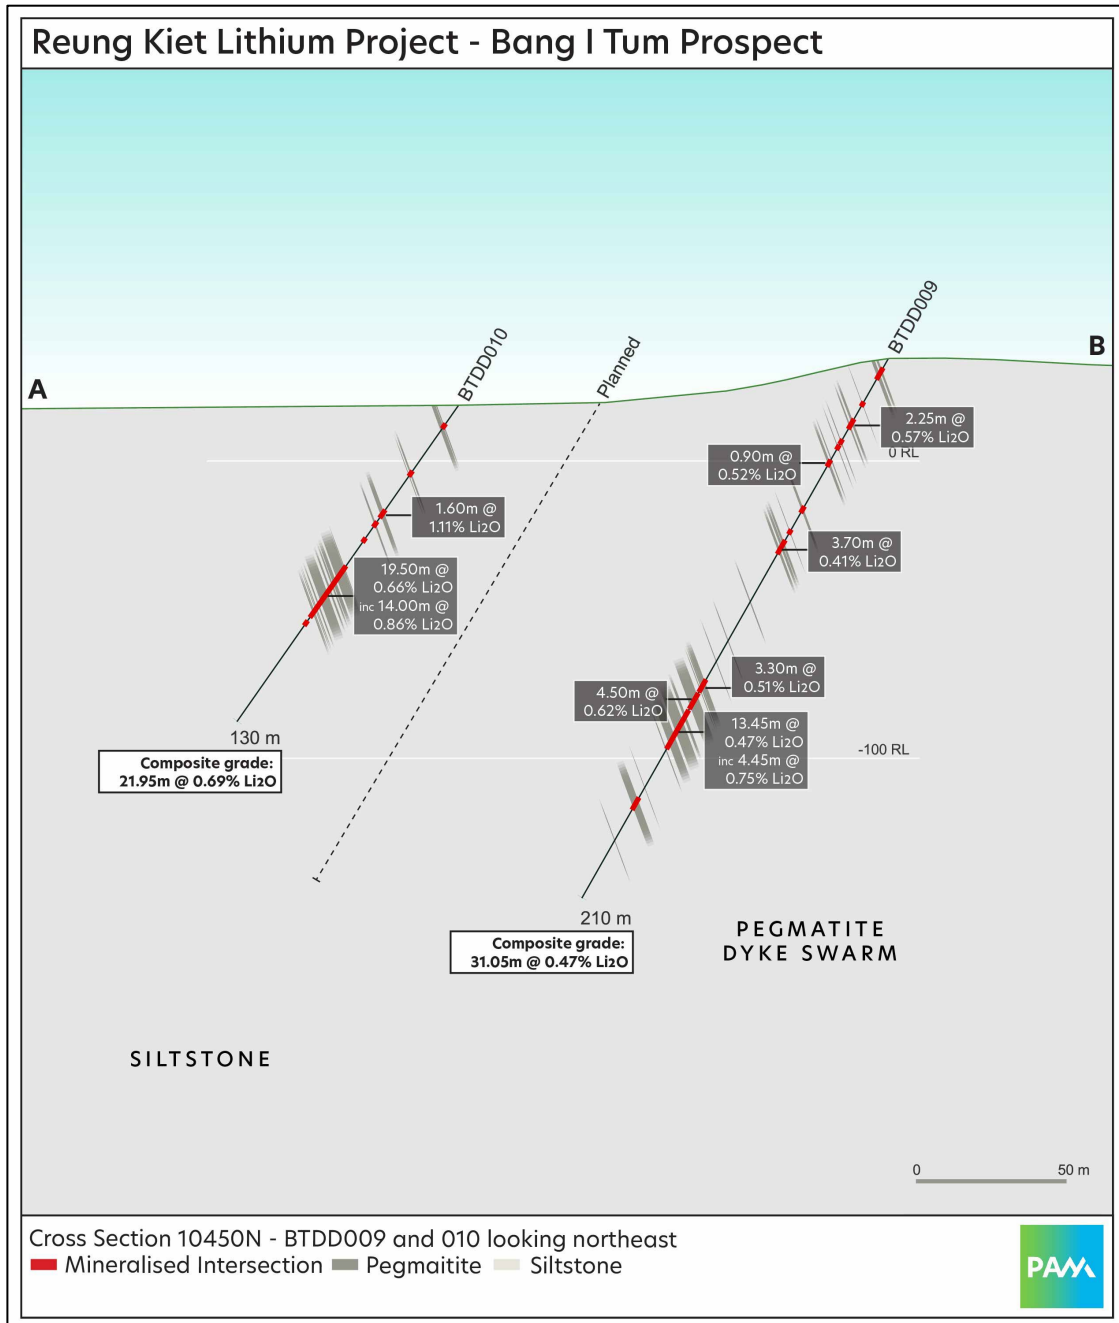 Reung Kiet Lithium Project - Bang I Tum Prospect
BTDD009
B
BTDD010
Planned
A
2.25m @
0.57% Li2O
0 RL
0.90m @
0.52% Li2O
1.60m @
1.11% Li2O
3.70m @
0.41% Li2O
19.50m @
0.66% Li2O
inc 14.00m @
0.86% Li2O
3.30m @
0.51% Li2O
4.50m @
0.62% Li2O
13.45m @
0.47% Li2O
inc 4.45m @
0.75% Li2O
-100 RL
130 m
Composite grade:
21.95m @ 0.69% Li2O
210 m
Composite grade:
31.05m @ 0.47% Li2O
PEGMATITE
DYKE SWARM
SILTSTONE
0 50 m
Cross Section 10450N - BTDD009 and 010 looking northeast
Mineralised Intersection Pegmaitite Siltstone
PAM